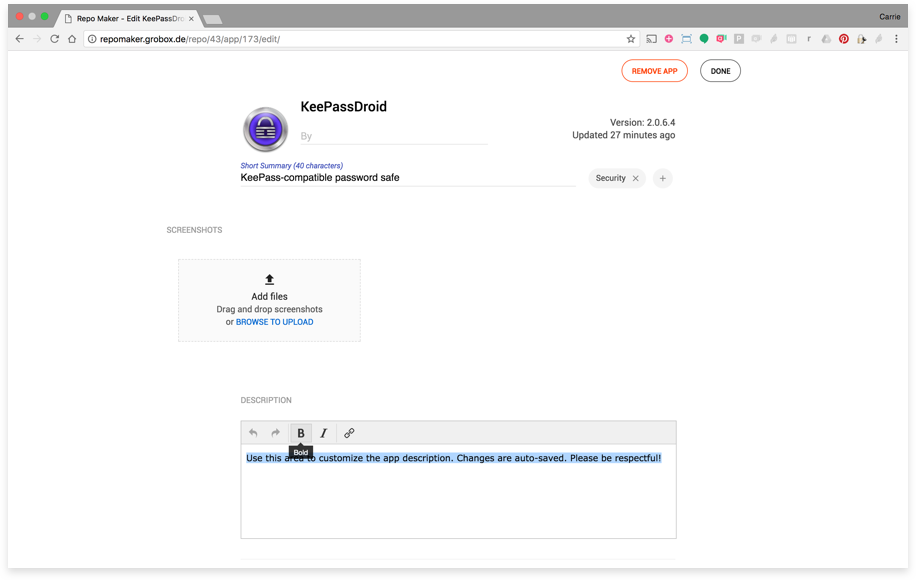 Repo Maker - Edit KeePassDro
Carrie
repomaker.grobox.de/repo/43/app/173/edit/
REMOVE APP
DONE
KeePassDroid
By
Version: 2.0.6.4
Updated 27 minutes ago
Short Summary (40 characters)
KeePass-compatible password safe
Security
SCREENSHOTS
Add files
Drag and drop screenshots
or BROWSE TO UPLOAD
DESCRIPTION
B I
Bold
Use this area to customize the app description. Changes are auto-saved. Please be respectful!